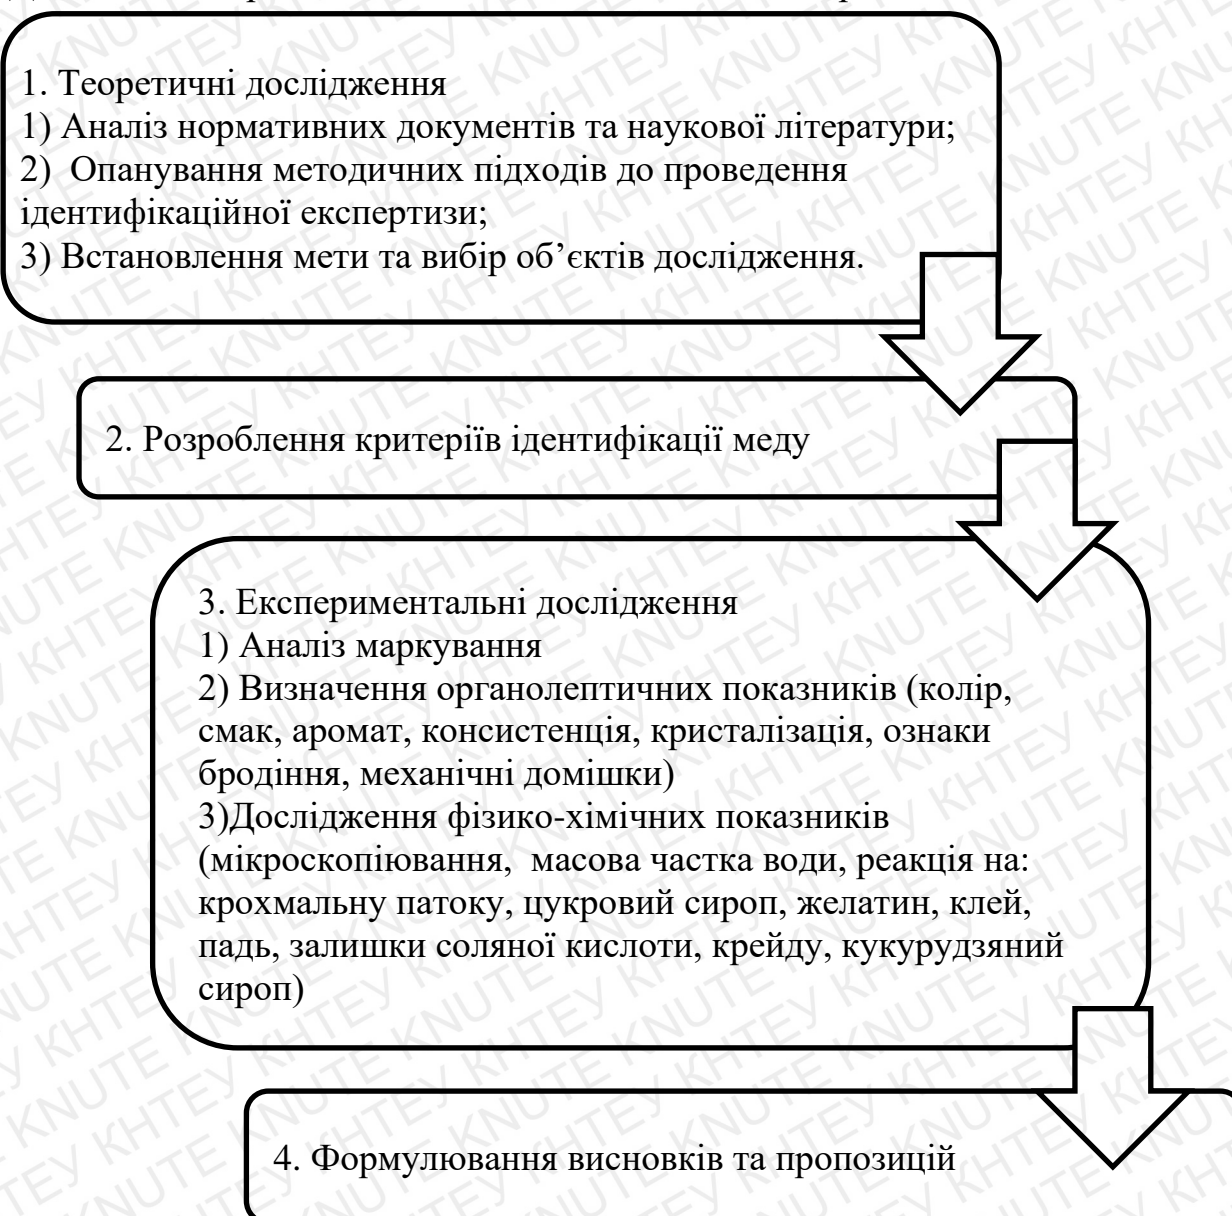 1. Теоретичні дослідження
1) Аналіз нормативних документів та наукової літератури;
2) Опанування методичних підходів до проведення
ідентифікаційної експертизи;
3) Встановлення мети та вибір об’єктів дослідження.
2. Розроблення критеріїв ідентифікації меду
3. Експериментальні дослідження
1) Аналіз маркування
2) Визначення органолептичних показників (колір,
смак, аромат, консистенція, кристалізація, ознаки
бродіння, механічні домішки)
3)Дослідження фізико-хімічних показників
(мікроскопіювання, масова частка води, реакція на:
крохмальну патоку, цукровий сироп, желатин, клей,
падь, залишки соляної кислоти, крейду, кукурудзяний
сироп)
4. Формулювання висновків та пропозицій